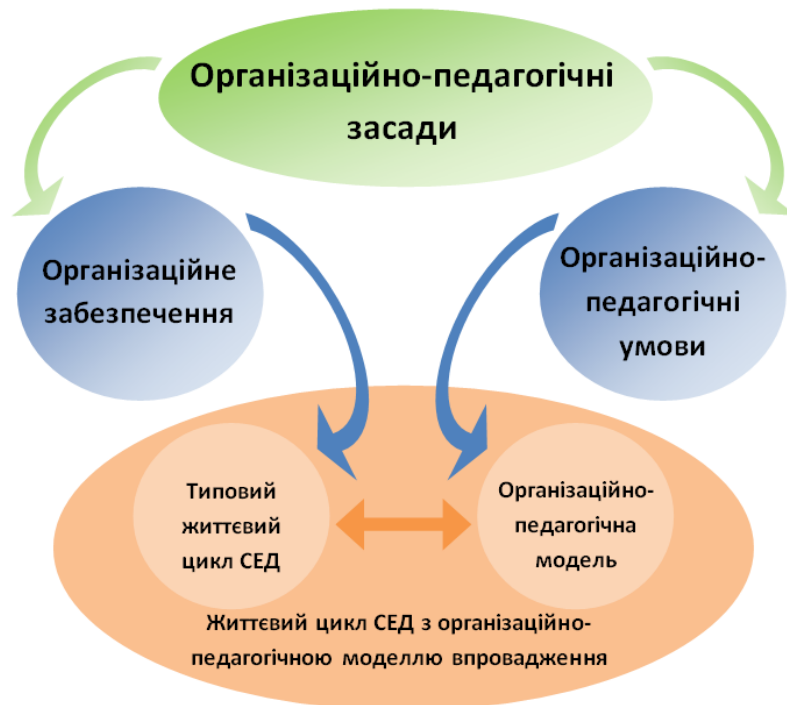 Організаційно-педагогічні
засади
Організаційне
забезпечення
Організаційно-
педагогічні
умови
Типовий
життєвий
цикл СЕД
Організаційно-
педагогічна
модель
Життєвий цикл СЕД з організаційно-
педагогічною моделлю впровадження